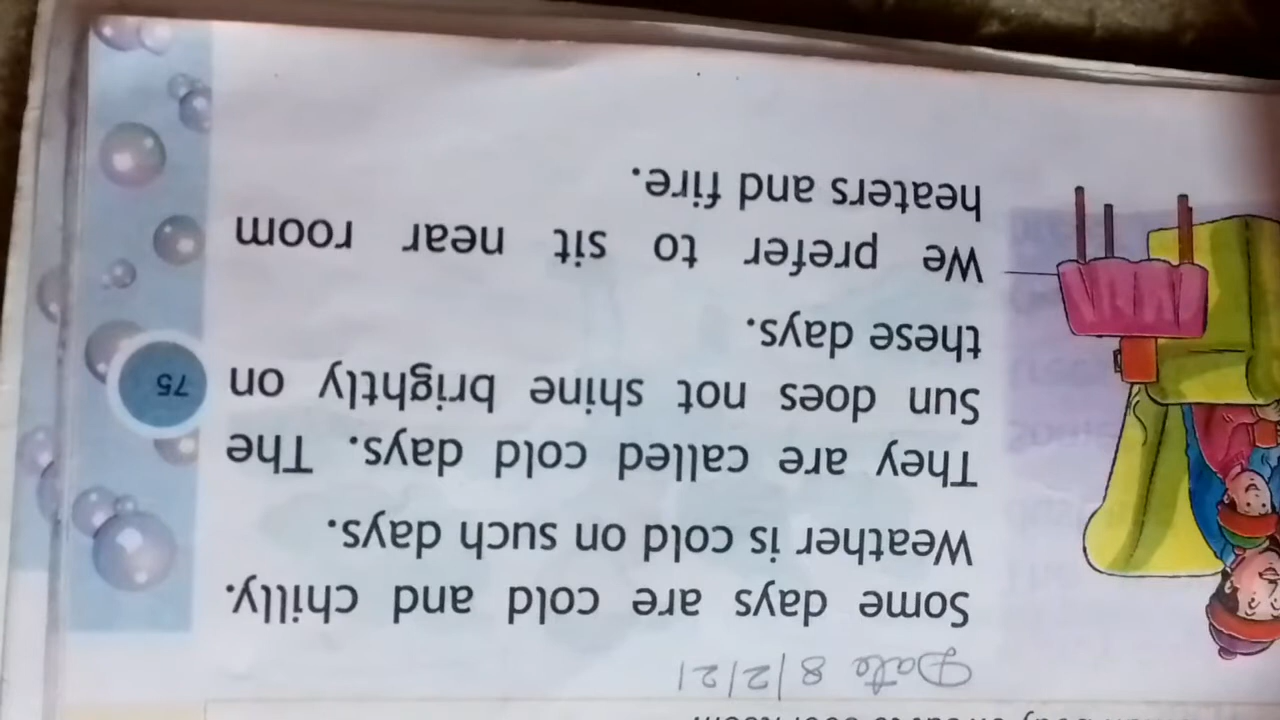 Date 8/2/21
Some days are cold and chilly.
Weather is cold on such days.
They are called cold days. The
Sun does not shine brightly on
these days.
We prefer to sit near room
heaters and fire.
75